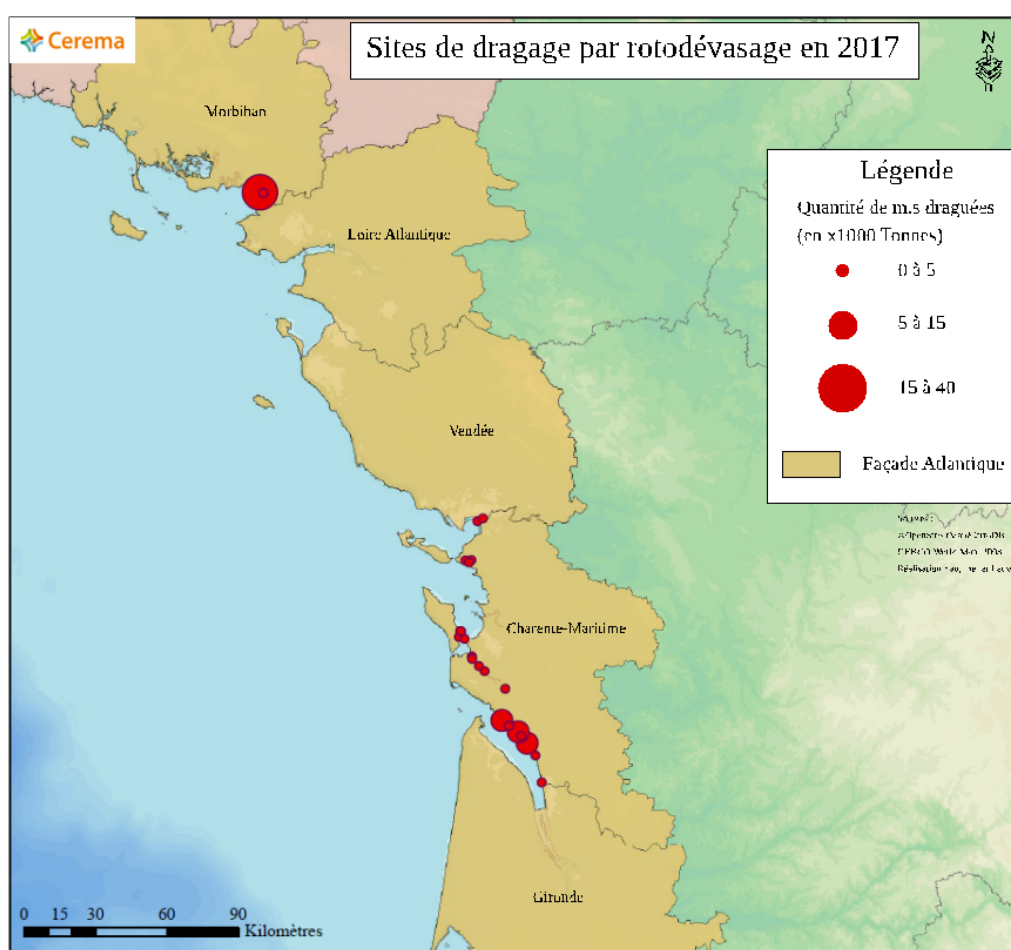 Cerema
Sites de dragage par rotodévasage en 2017
N
Morbihan
Loire Atlantique
Vendée
Charente-Maritime
Gironde
Légende
Quantité de m.s draguées
(en x1000 Tonnes)
0 à 5
5 à 15
15 à 40
Façade Atlantique
0 15 30 60 90
Kilomètres